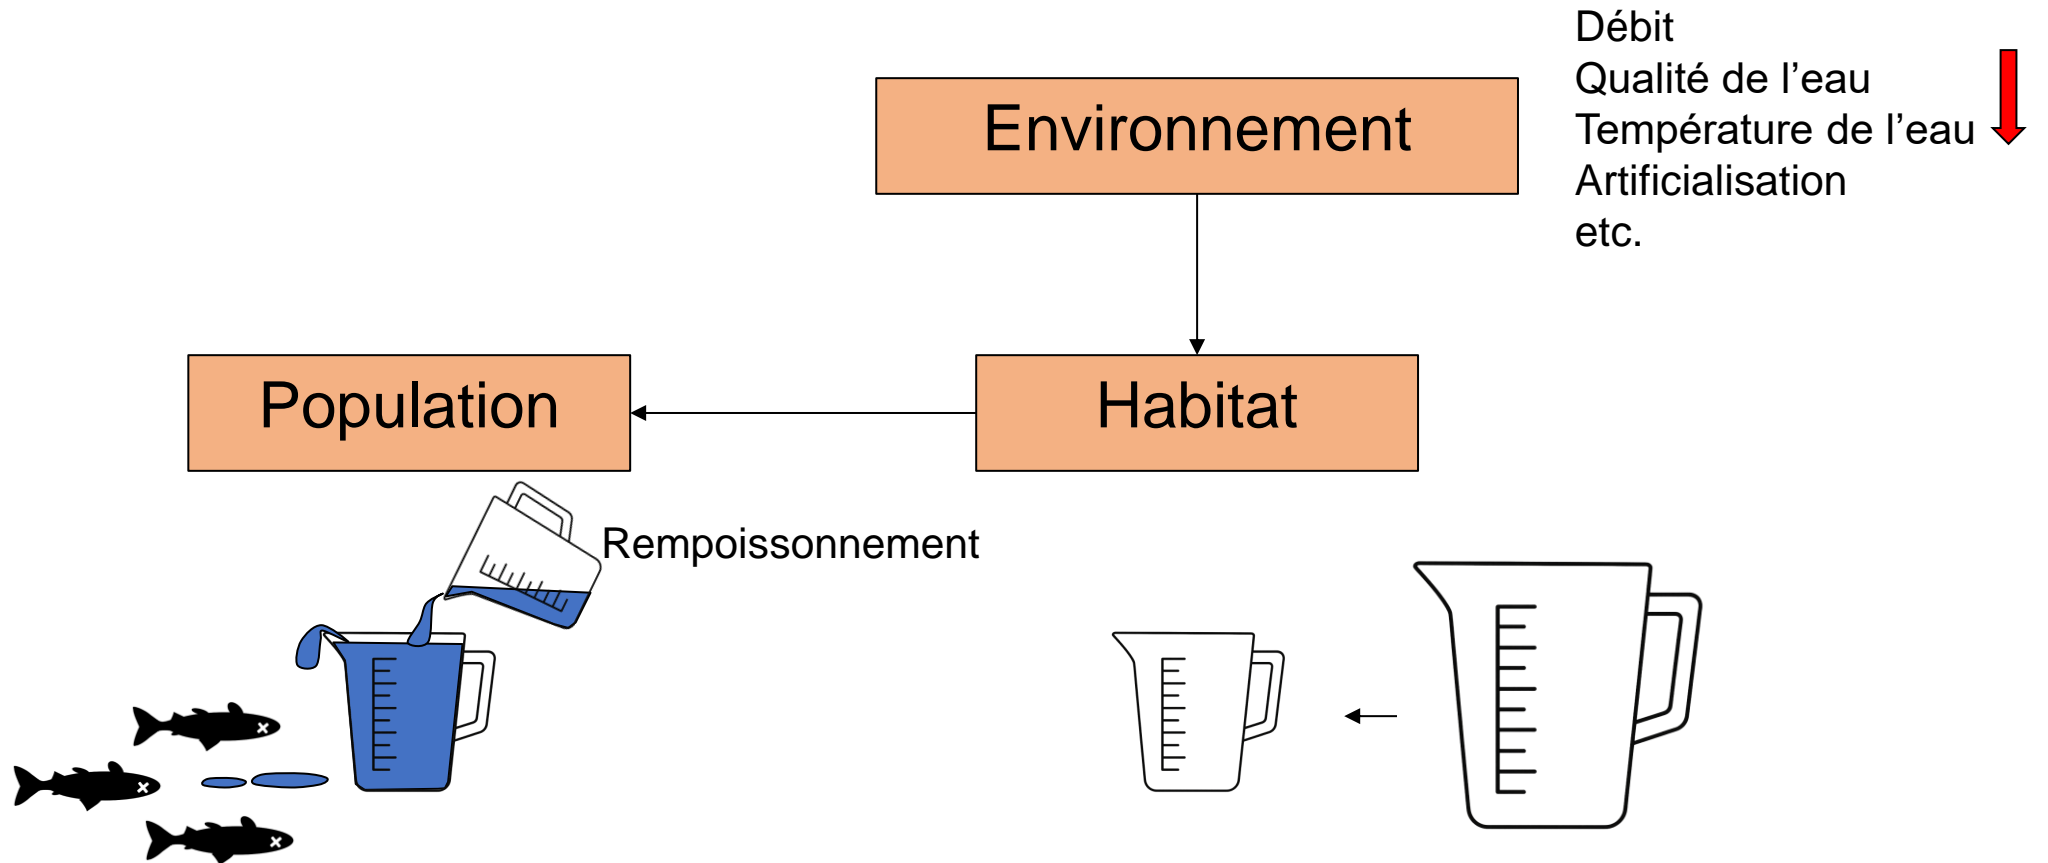 Débit
Qualité de l’eau
Température de l’eau
Artificialisation
etc.
Environnement
Population
Habitat
Rempoissonnement